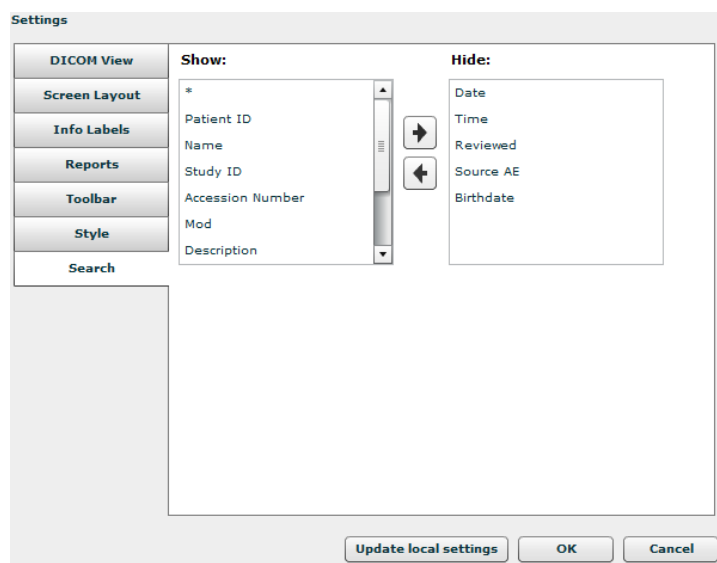 Settings
DICOM View
Screen Layout
Info Labels
Reports
Toolbar
Style
Search
Show:
*
Patient ID
Name
Study ID
Accession Number
Mod
Description
Hide:
Date
Time
Reviewed
Source AE
Birthdate
Update local settings
OK
Cancel